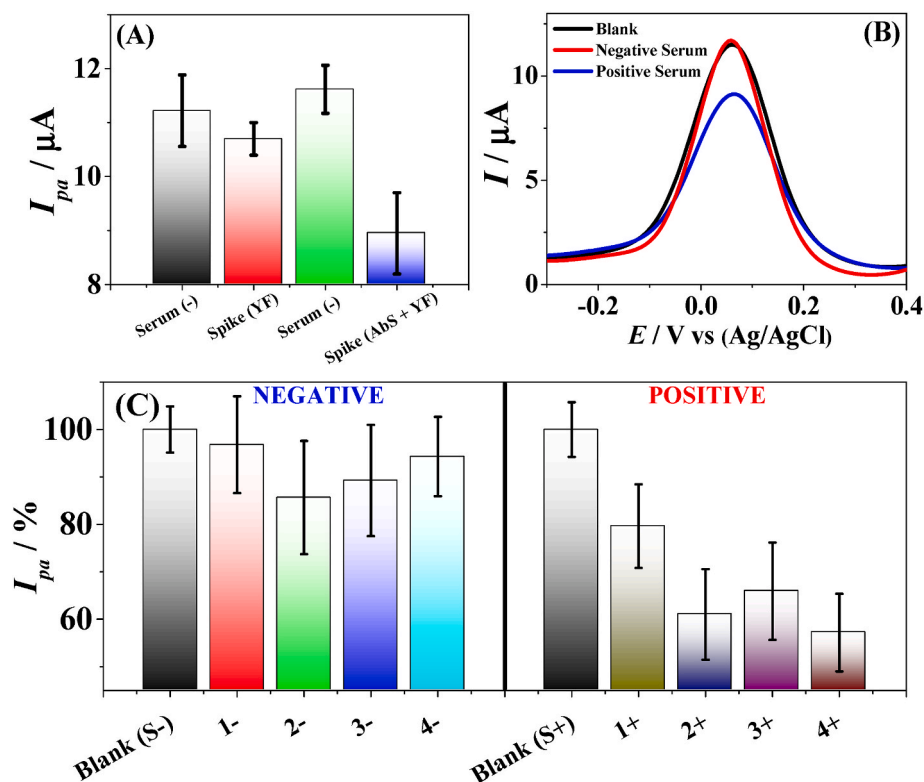 (A)
I_pa / μA
12
10
8
Serum (-)
Spike (YF)
Serum (-)
Spike (AbS + YF)
(B)
Blank
Negative Serum
Positive Serum
I / μA
10
5
0
-0.2
0.0
0.2
0.4
E / V vs (Ag/AgCl)
(C)
NEGATIVE
POSITIVE
I_pa / %
100
80
60
Blank (S-)
1-
2-
3-
4-
Blank (S+)
1+
2+
3+
4+